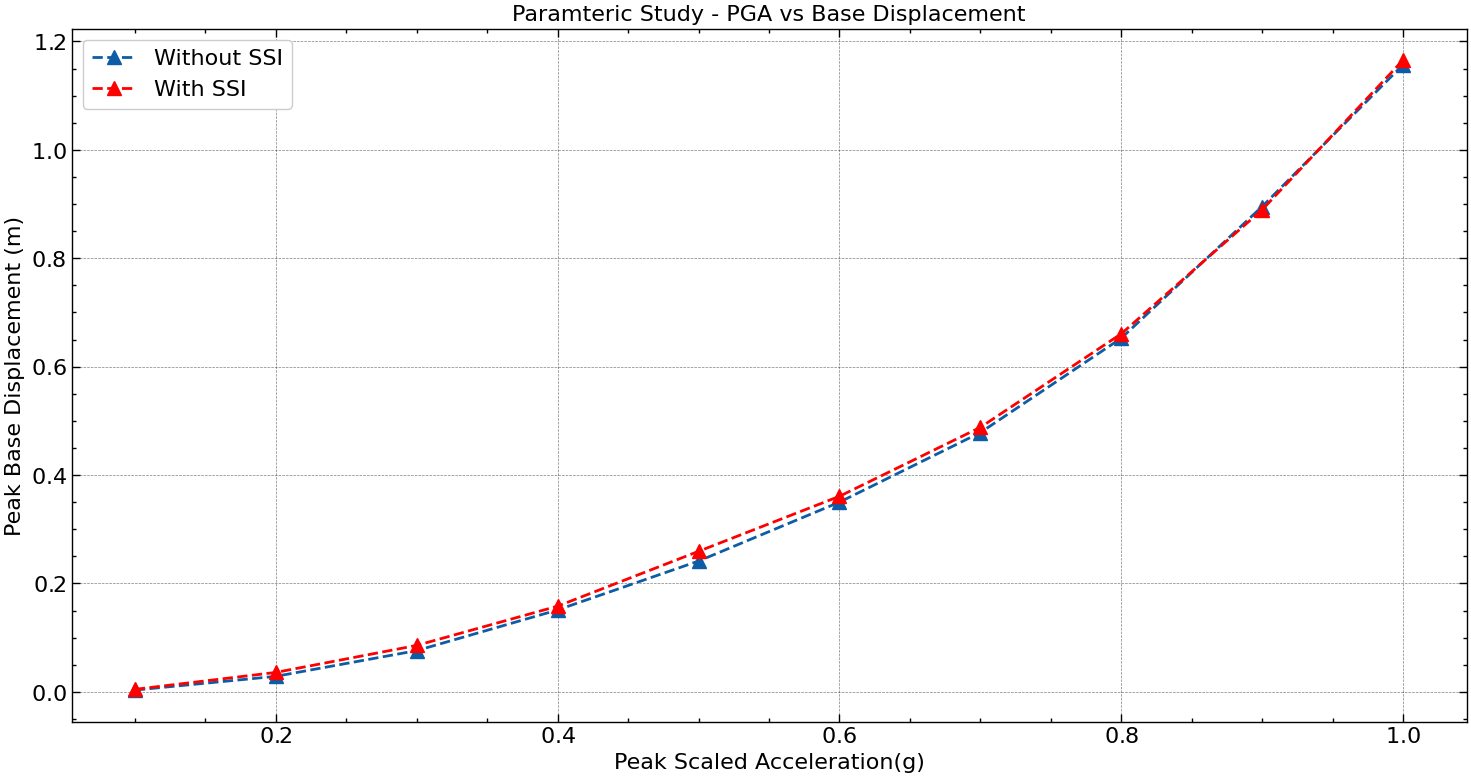 Paramteric Study - PGA vs Base Displacement
Without SSI
With SSI
Peak Base Displacement (m)
1.2
1.0
0.8
0.6
0.4
0.2
0.0
0.2
0.4
0.6
0.8
1.0
Peak Scaled Acceleration(g)